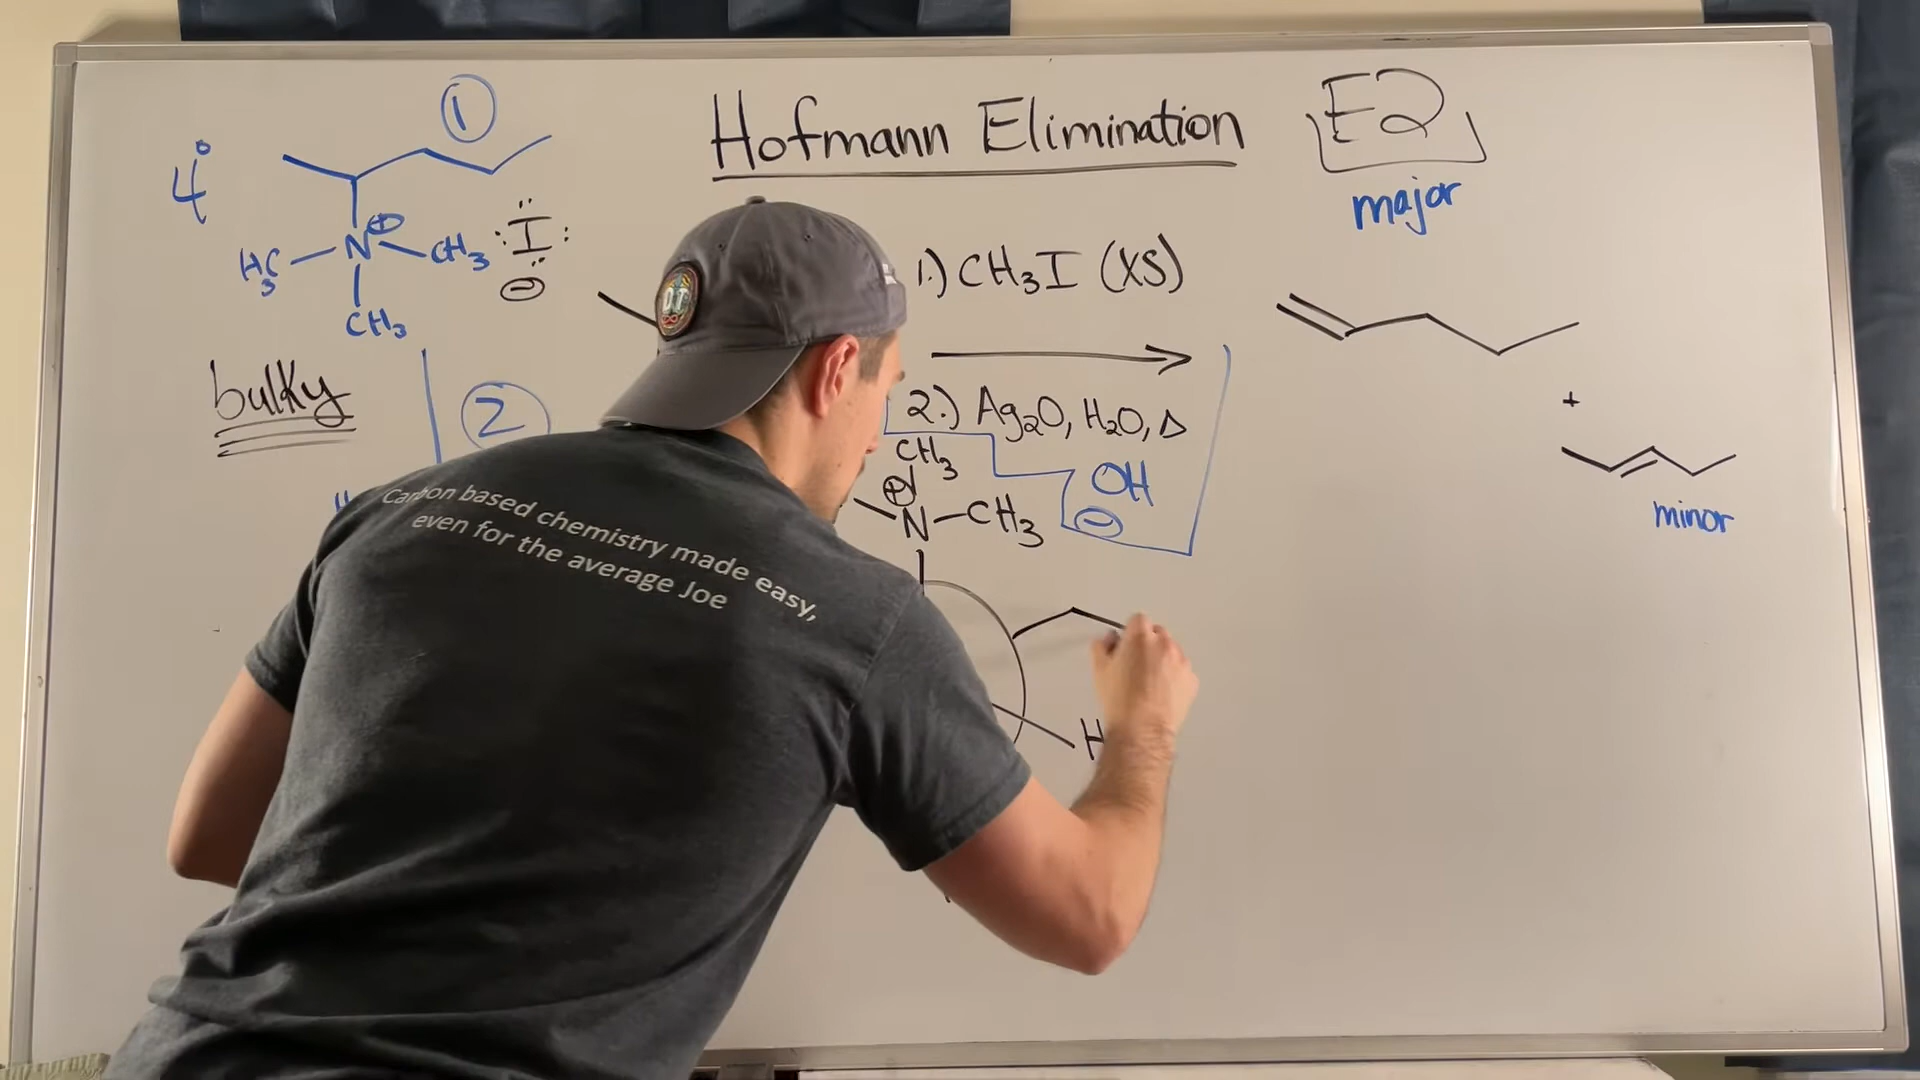 1
Hofmann Elimination
E2
major
4°
N⊕
H3C
CH3
:Ï:
⊖
CH3
1.) CH3I (XS)
bulky
2
2.) Ag2O, H2O, Δ
+
CH3
⊕
N—CH3
OH
⊖
minor
H
DT
Carbon based chemistry made easy,
even for the average Joe